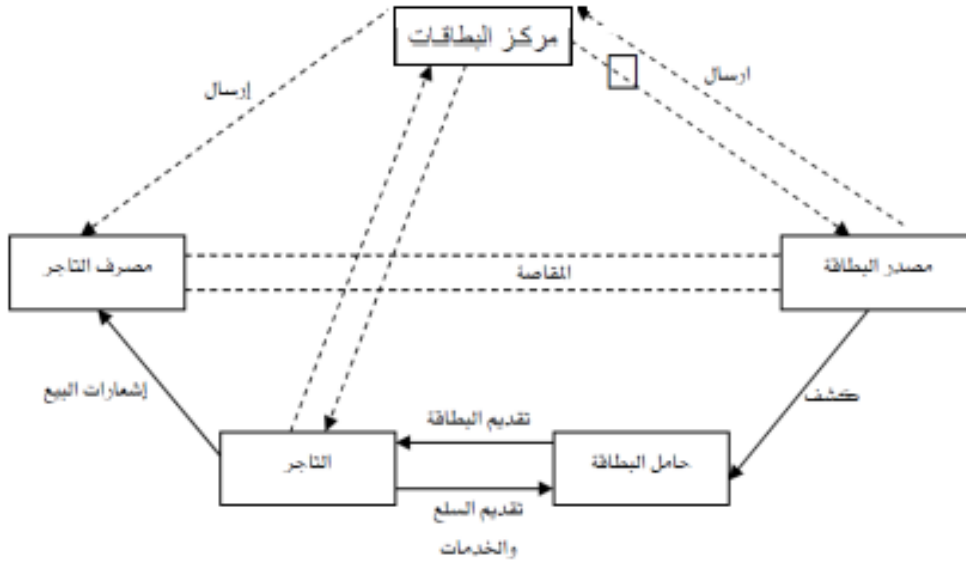 مركز البطاقات
ارسال
إرسال
مصدر البطاقة
المقاصة
مصرف التاجر
كشف
إشعارات البيع
تقديم البطاقة
حامل البطاقة
التاجر
تقديم السلع
والخدمات